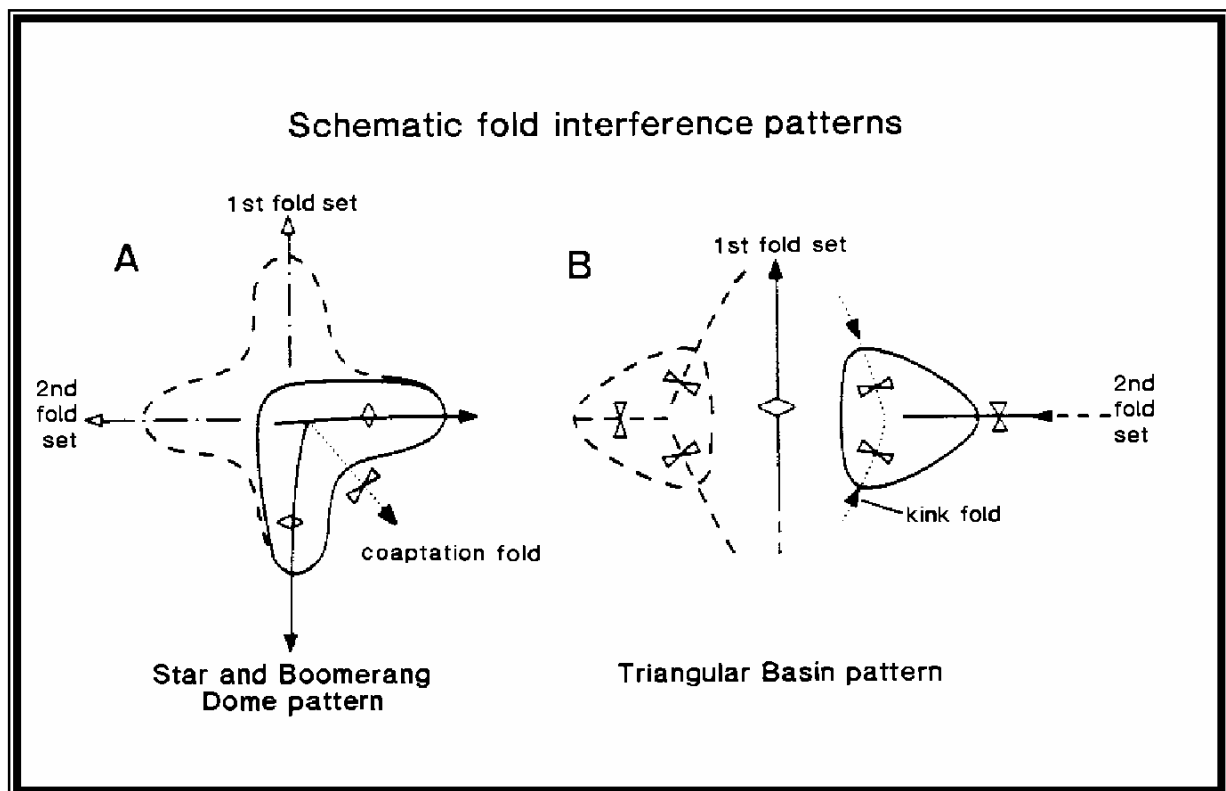 Schematic fold interference patterns
A
1st fold set
2nd
fold
set
coaptation fold
Star and Boomerang
Dome pattern
B
1st fold set
2nd
fold
set
kink fold
Triangular Basin pattern